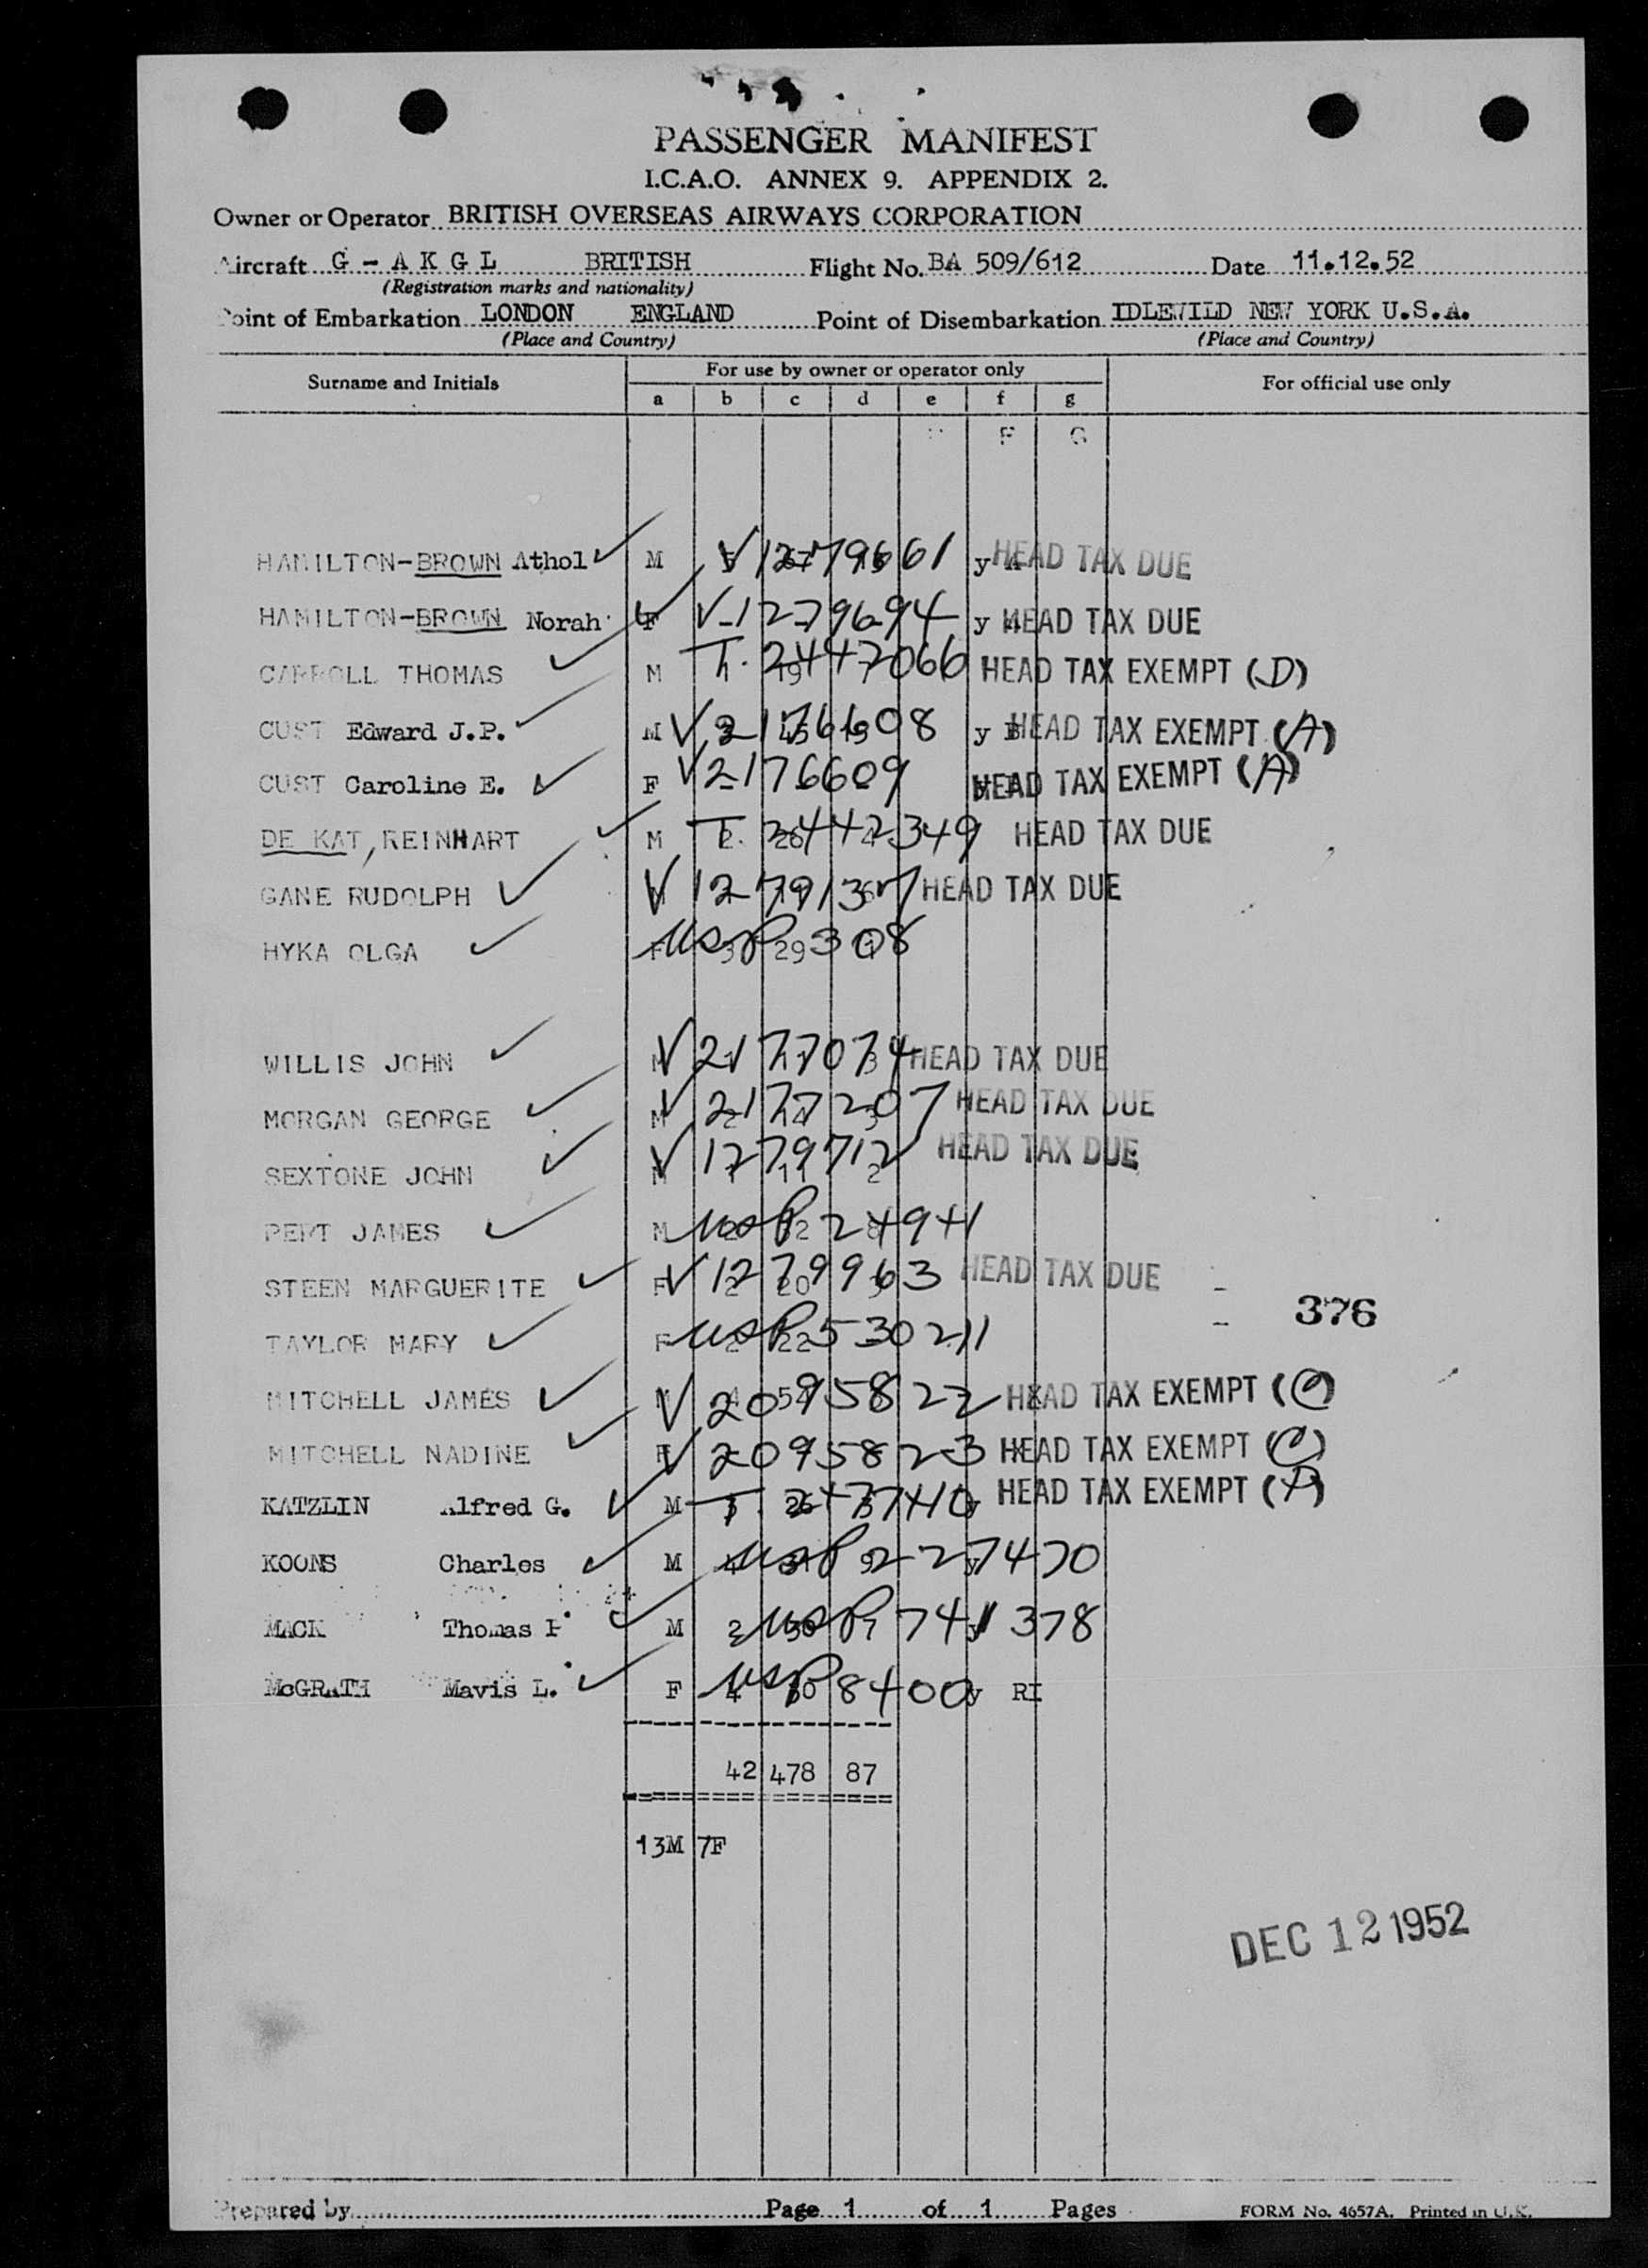 PASSENGER MANIFEST
I.C.A.O. ANNEX 9. APPENDIX 2.
Owner or Operator BRITISH OVERSEAS AIRWAYS CORPORATION
Aircraft G - A K G L BRITISH Flight No. BA 509/612 Date 11.12.52
(Registration marks and nationality)
Point of Embarkation LONDON ENGLAND Point of Disembarkation IDLEWILD NEW YORK U.S.A.
(Place and Country) (Place and Country)
Surname and Initials For use by owner or operator only For official use only
a b c d e f g
F G
HAMILTON-BROWN Athol M V 1279661 y HEAD TAX DUE
HAMILTON-BROWN Norah F V-1279694 y HEAD TAX DUE
CARROLL THOMAS M T. 2447066 HEAD TAX EXEMPT (D)
CUST Edward J.P. M V 2176608 y HEAD TAX EXEMPT (A)
CUST Caroline E. F V 2176609 HEAD TAX EXEMPT (A)
DE KAT, REINHART M T. 2442349 HEAD TAX DUE
GANE RUDOLPH V 1279137 HEAD TAX DUE
HYKA OLGA F USP 29308
WILLIS JOHN V 2177074 HEAD TAX DUE
MORGAN GEORGE M V 2177207 HEAD TAX DUE
SEXTONE JOHN M V 1279712 HEAD TAX DUE
PERT JAMES M USP 24941
STEEN MARGUERITE F V 1279963 HEAD TAX DUE
376
TAYLOR MARY F USP 530211
MITCHELL JAMES V 2095822 HEAD TAX EXEMPT (C)
MITCHELL NADINE F V 2095823 HEAD TAX EXEMPT (C)
KATZLIN Alfred G. M T. HEAD TAX EXEMPT
KOONS Charles M USP 227470
MACK Thomas P M USP 741378
McGRATH Mavis L. F USP 8400 y RI
42 478 87
13M 7F
DEC 12 1952
Prepared by Page 1 of 1 Pages FORM No. 4657A. Printed in U.K.